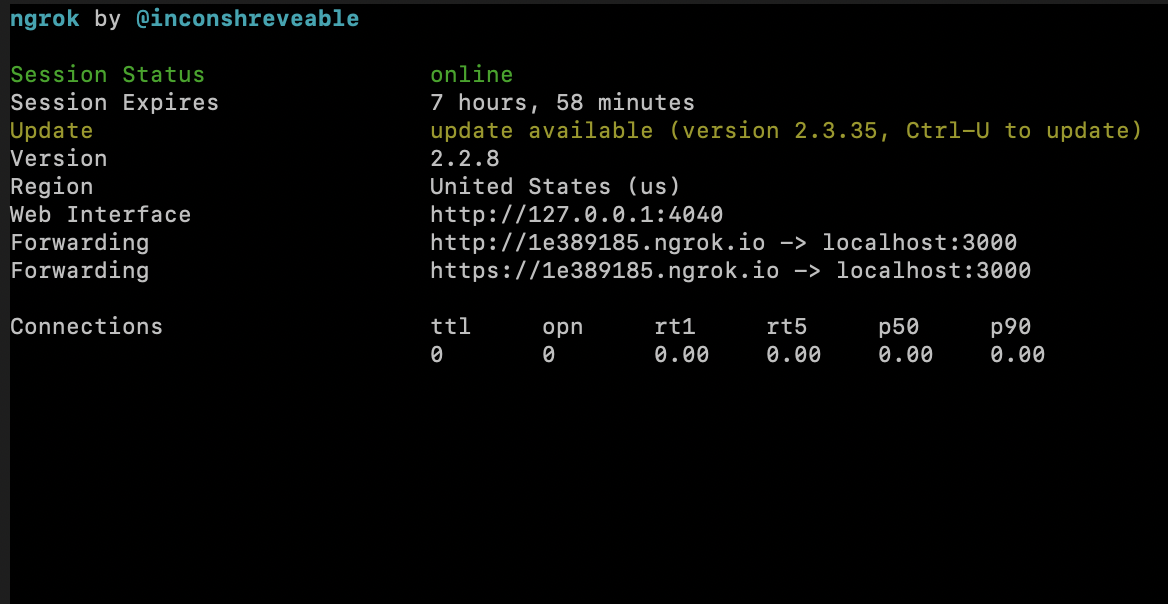 ngrok by @inconshreveable
Session Status online
Session Expires 7 hours, 58 minutes
Update update available (version 2.3.35, Ctrl-U to update)
Version 2.2.8
Region United States (us)
Web Interface http://127.0.0.1:4040
Forwarding http://1e389185.ngrok.io -> localhost:3000
Forwarding https://1e389185.ngrok.io -> localhost:3000
Connections ttl opn rt1 rt5 p50 p90
0 0 0.00 0.00 0.00 0.00